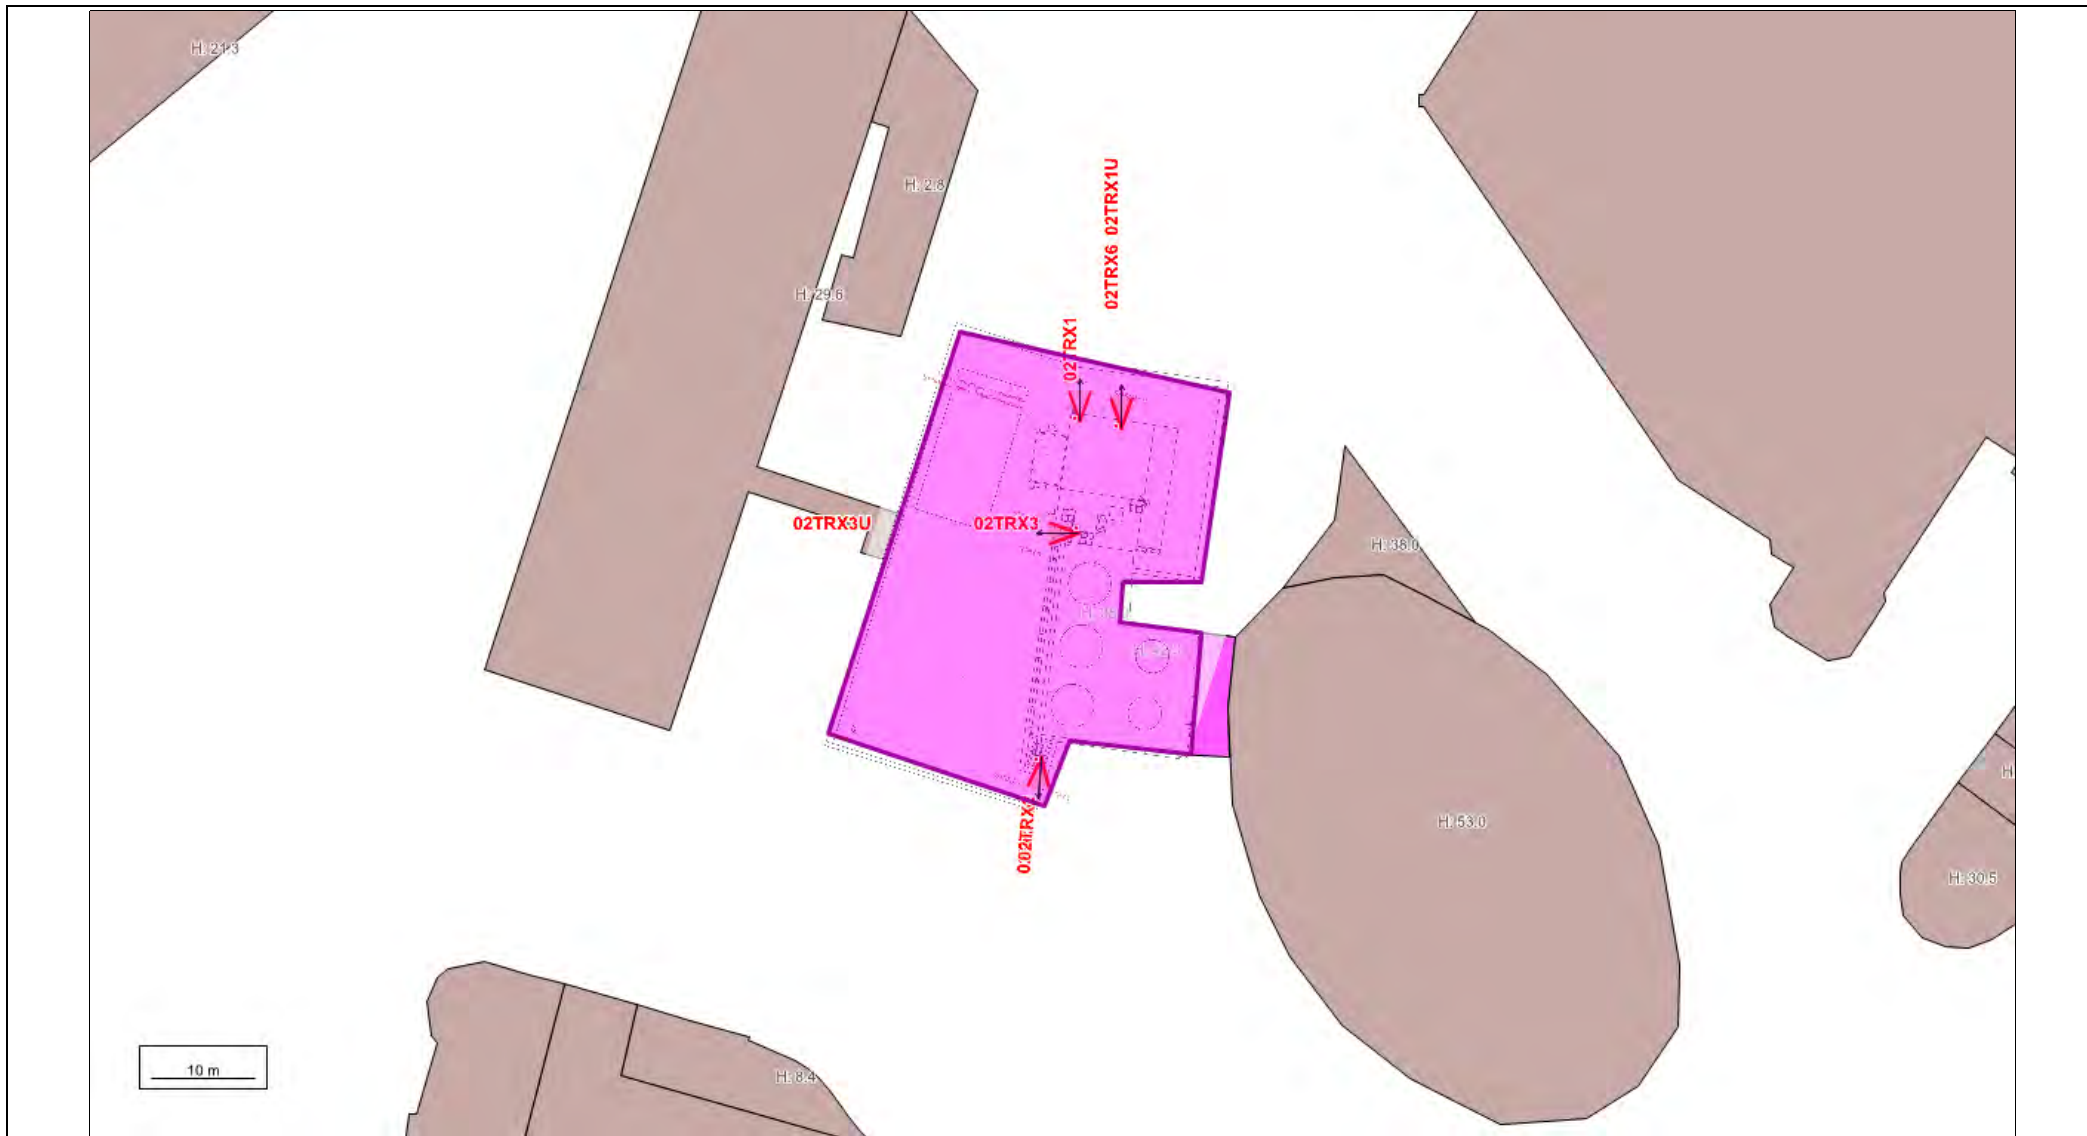 H: 21.3
H: 2.8
02TRX6 02TRX1U
H: 29.6
02TRX1
02TRX3U
02TRX3
H: 38.0
H: 53.0
H: 30.5
10 m
H: 8.4